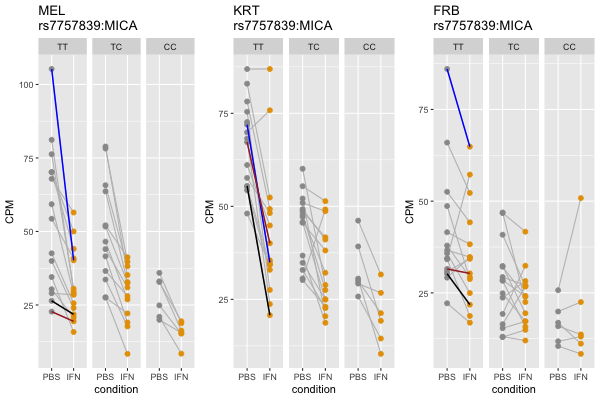 MEL
rs7757839:MICA
TT TC CC
100
75
50
25
CPM
PBS IFN PBS IFN PBS IFN
condition
KRT
rs7757839:MICA
TT TC CC
75
50
25
CPM
PBS IFN PBS IFN PBS IFN
condition
FRB
rs7757839:MICA
TT TC CC
75
50
25
CPM
PBS IFN PBS IFN PBS IFN
condition